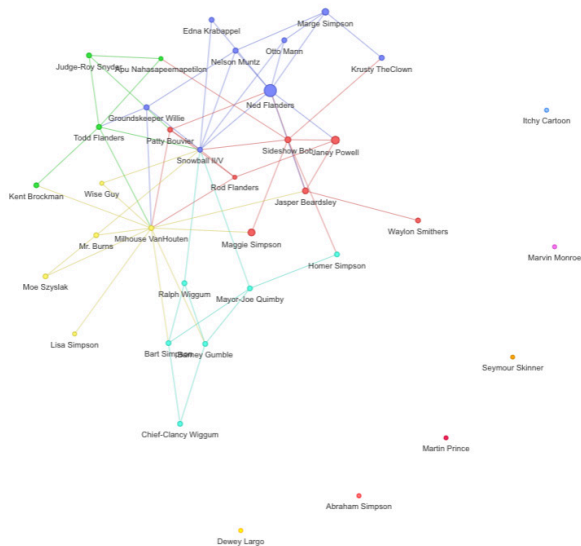 Marge Simpson
Edna Krabappel
Otto Mann
Nelson Muntz
Judge-Roy Snyder
Apu Nahasapeemapetilon
Krusty TheClown
Ned Flanders
Itchy Cartoon
Groundskeeper Willie
Todd Flanders
Patty Bouvier
Sideshow Bob
Janey Powell
Snowball II/V
Kent Brockman
Wise Guy
Rod Flanders
Jasper Beardsley
Waylon Smithers
Milhouse VanHouten
Mr. Burns
Maggie Simpson
Marvin Monroe
Homer Simpson
Moe Szyslak
Ralph Wiggum
Mayor-Joe Quimby
Lisa Simpson
Bart Simpson
Barney Gumble
Seymour Skinner
Chief-Clancy Wiggum
Martin Prince
Abraham Simpson
Dewey Largo